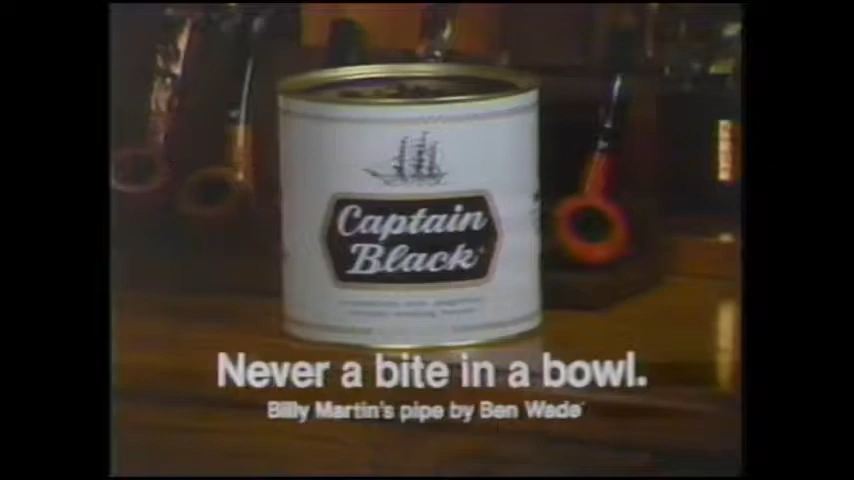 Captain
Black
Never a bite in a bowl.
Billy Martin's pipe by Ben Wade